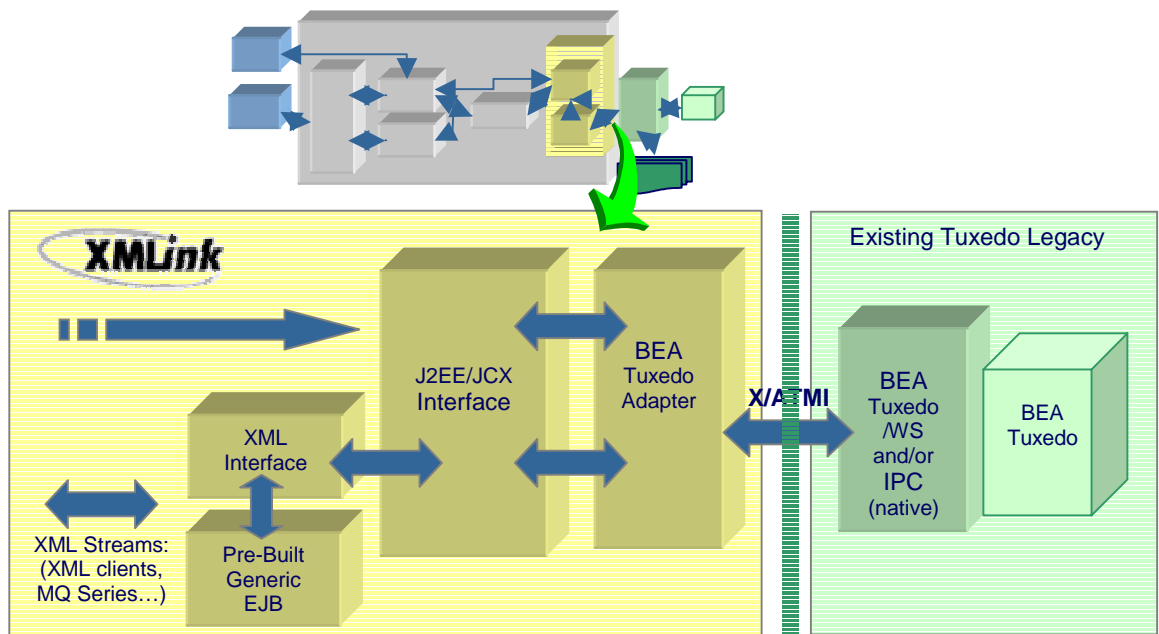 XMLink
Existing Tuedo Legacy
J2EE/JCX
Interface
BEA
Tuxedo
Adapter
X/ATMI
BEA
Tuxedo
/WS
and/or
IPC
(native)
BEA
Tuxedo
XML
Interface
XML Streams:
(XML clients,
MQ Series…)
Pre-Built
Generic
EJB